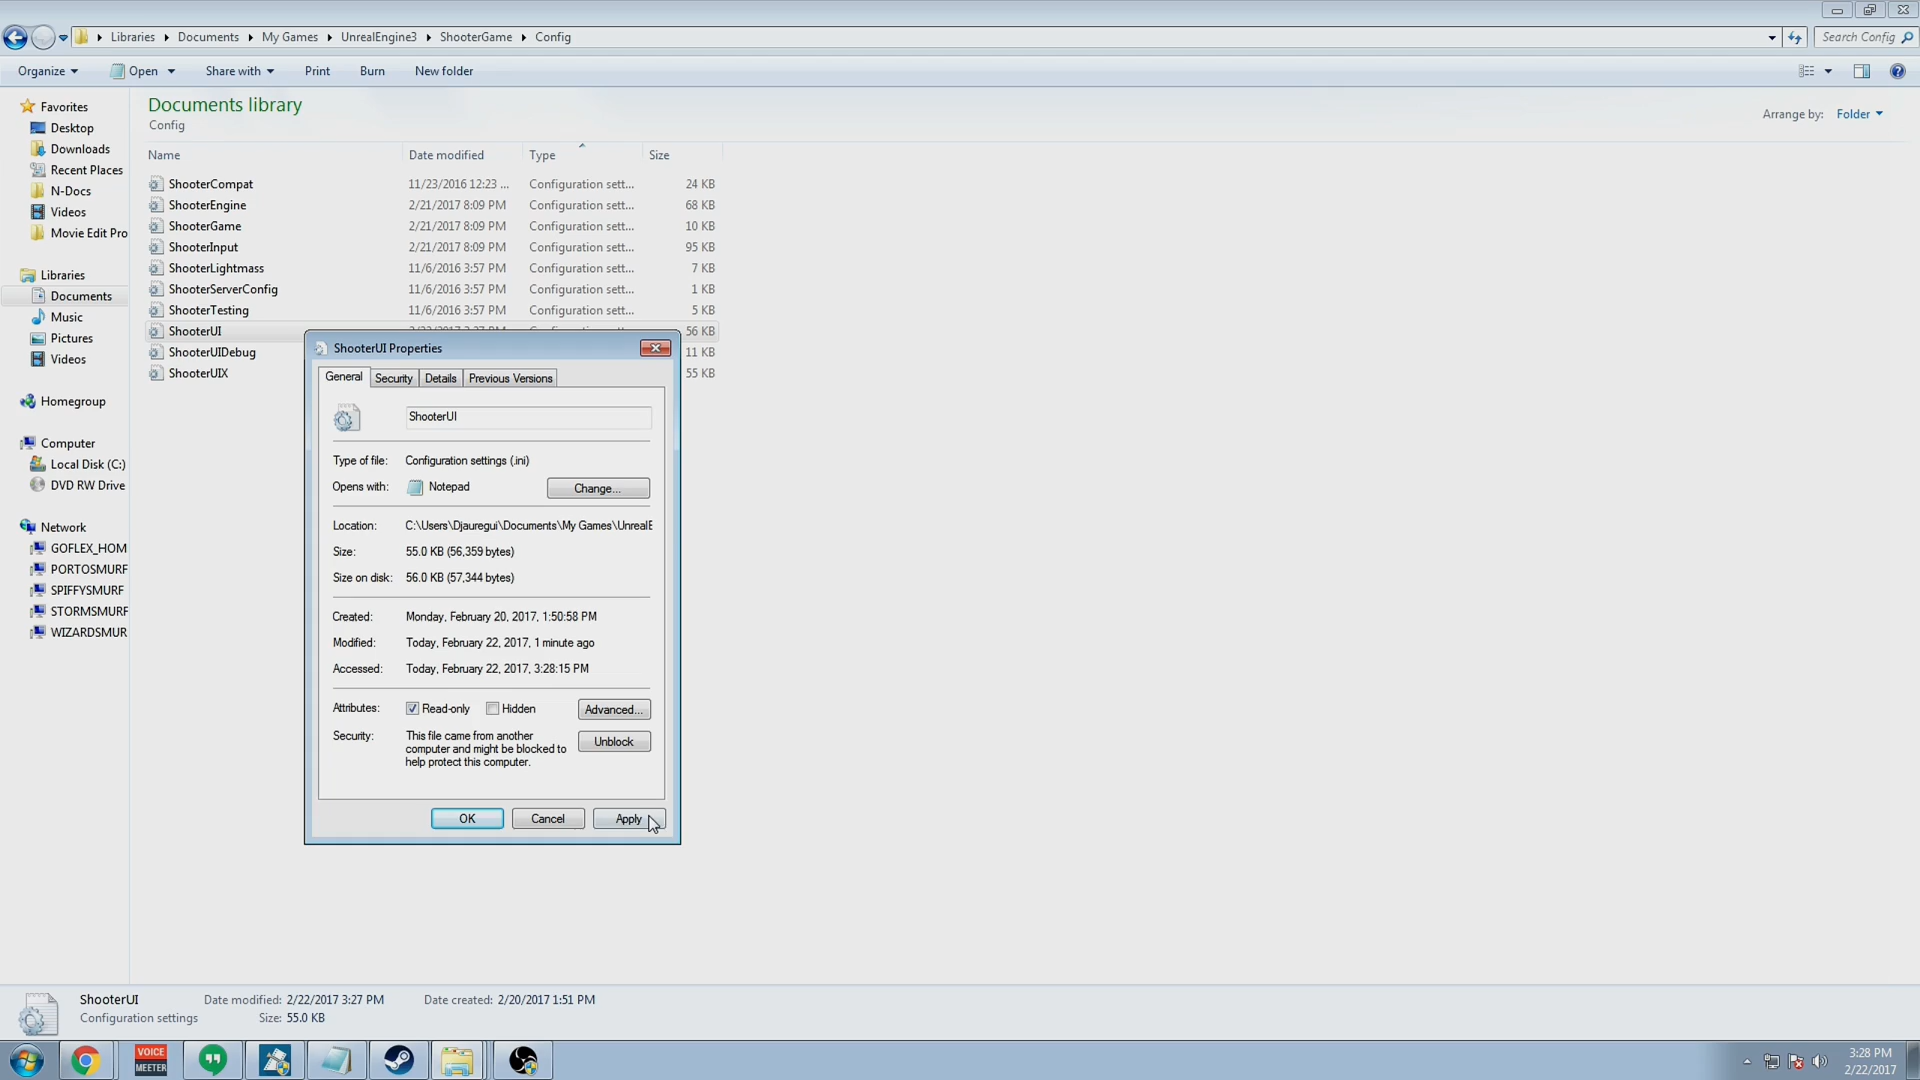 Libraries Documents My Games UnrealEngine3 ShooterGame Config
Search Config
Organize Open Share with Print Burn New folder
Favorites
Desktop
Downloads
Recent Places
N-Docs
Videos
Movie Edit Pro
Libraries
Documents
Music
Pictures
Videos
Homegroup
Computer
Local Disk (C:)
DVD RW Drive
Network
GOFLEX_HOM
PORTOSMURF
SPIFFYSMURF
STORMSMURF
WIZARDSMUR
Documents library
Config
Arrange by: Folder
Name Date modified Type Size
ShooterCompat 11/23/2016 12:23 ... Configuration sett... 24 KB
ShooterEngine 2/21/2017 8:09 PM Configuration sett... 68 KB
ShooterGame 2/21/2017 8:09 PM Configuration sett... 10 KB
ShooterInput 2/21/2017 8:09 PM Configuration sett... 95 KB
ShooterLightmass 11/6/2016 3:57 PM Configuration sett... 7 KB
ShooterServerConfig 11/6/2016 3:57 PM Configuration sett... 1 KB
ShooterTesting 11/6/2016 3:57 PM Configuration sett... 5 KB
ShooterUI 56 KB
ShooterUIDebug 11 KB
ShooterUIX 55 KB
ShooterUI Properties
General Security Details Previous Versions
ShooterUI
Type of file: Configuration settings (.ini)
Opens with: Notepad Change...
Location: C:\Users\Djauregui\Documents\My Games\UnrealE
Size: 55.0 KB (56,359 bytes)
Size on disk: 56.0 KB (57,344 bytes)
Created: Monday, February 20, 2017, 1:50:58 PM
Modified: Today, February 22, 2017, 1 minute ago
Accessed: Today, February 22, 2017, 3:28:15 PM
Attributes: Read-only Hidden Advanced...
Security: This file came from another
computer and might be blocked to
help protect this computer.
Unblock
OK Cancel Apply
ShooterUI Date modified: 2/22/2017 3:27 PM Date created: 2/20/2017 1:51 PM
Configuration settings Size: 55.0 KB
VOICE
MEETER
3:28 PM
2/22/2017